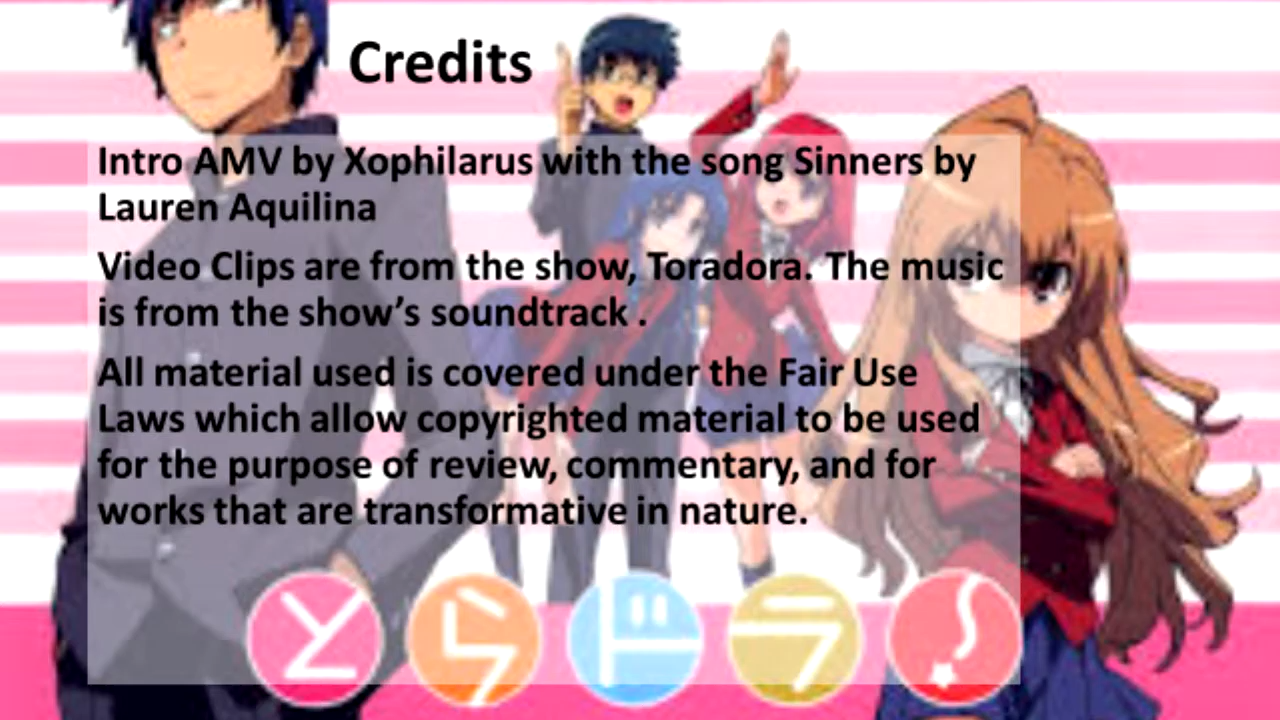 Credits
Intro AMV by Xophilarus with the song Sinners by
Lauren Aquilina
Video Clips are from the show, Toradora. The music
is from the show’s soundtrack .
All material used is covered under the Fair Use
Laws which allow copyrighted material to be used
for the purpose of review, commentary, and for
works that are transformative in nature.
とらドラ!